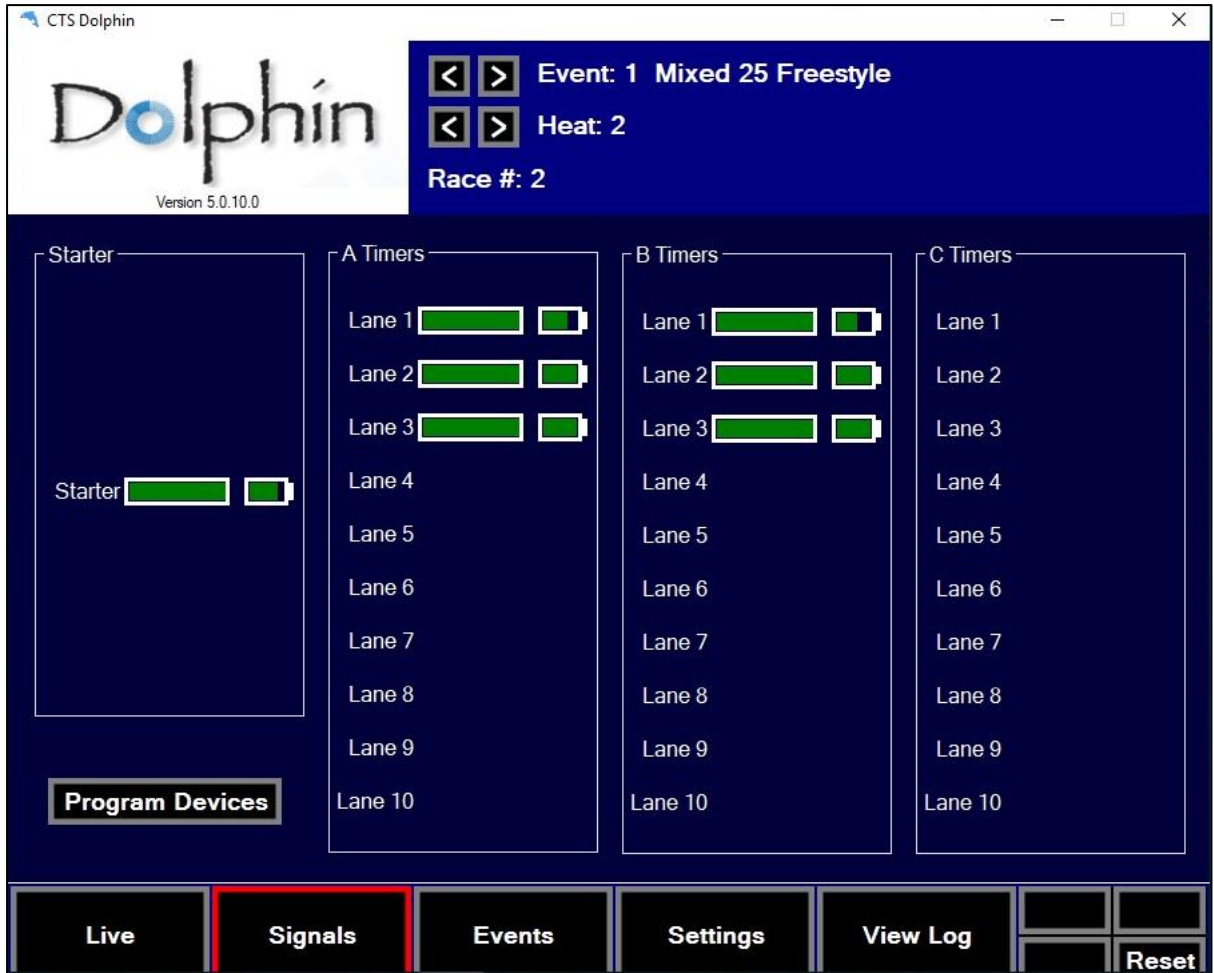 CTS Dolphin
Dolphin
Version 5.0.10.0
< > Event: 1 Mixed 25 Freestyle
< > Heat: 2
Race #: 2
Starter
Starter
Program Devices
A Timers
Lane 1
Lane 2
Lane 3
Lane 4
Lane 5
Lane 6
Lane 7
Lane 8
Lane 9
Lane 10
B Timers
Lane 1
Lane 2
Lane 3
Lane 4
Lane 5
Lane 6
Lane 7
Lane 8
Lane 9
Lane 10
C Timers
Lane 1
Lane 2
Lane 3
Lane 4
Lane 5
Lane 6
Lane 7
Lane 8
Lane 9
Lane 10
Live
Signals
Events
Settings
View Log
Reset